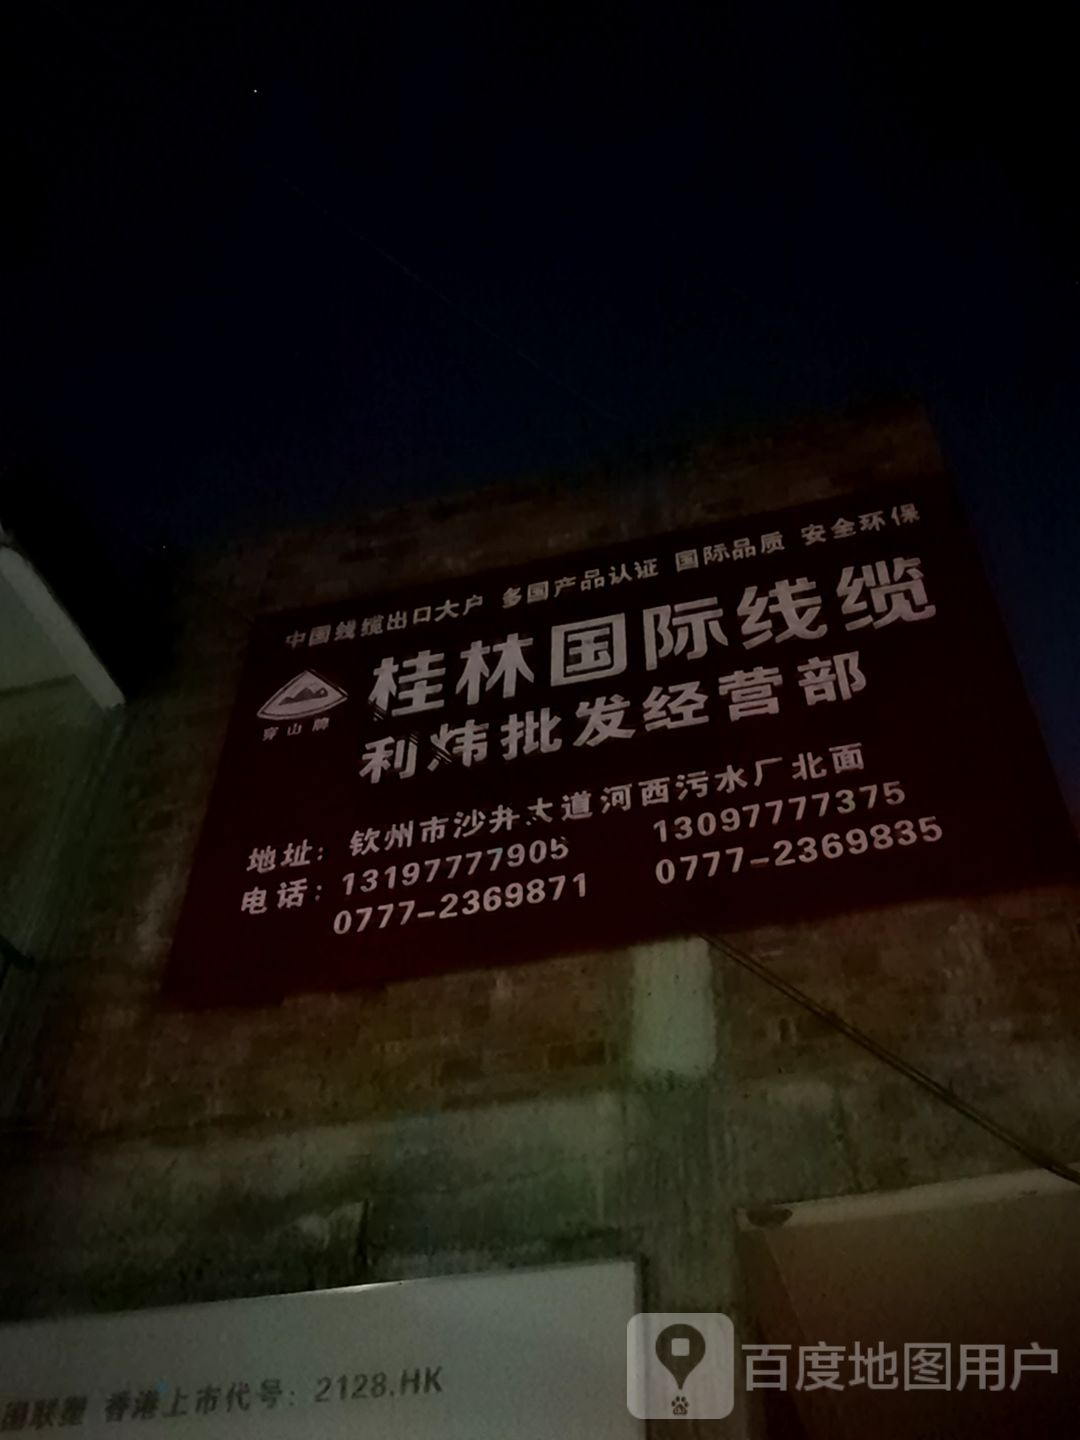 中国线缆出口大户 多国产品认证 国际品质 安全环保
桂林国际线缆
穿山牌
利炜批发经营部
地址：钦州市沙井大道河西污水厂北面
电话：13197777905 13097777375
0777-2369871 0777-2369835
国联塑 香港上市代号：2128.HK
百度地图用户